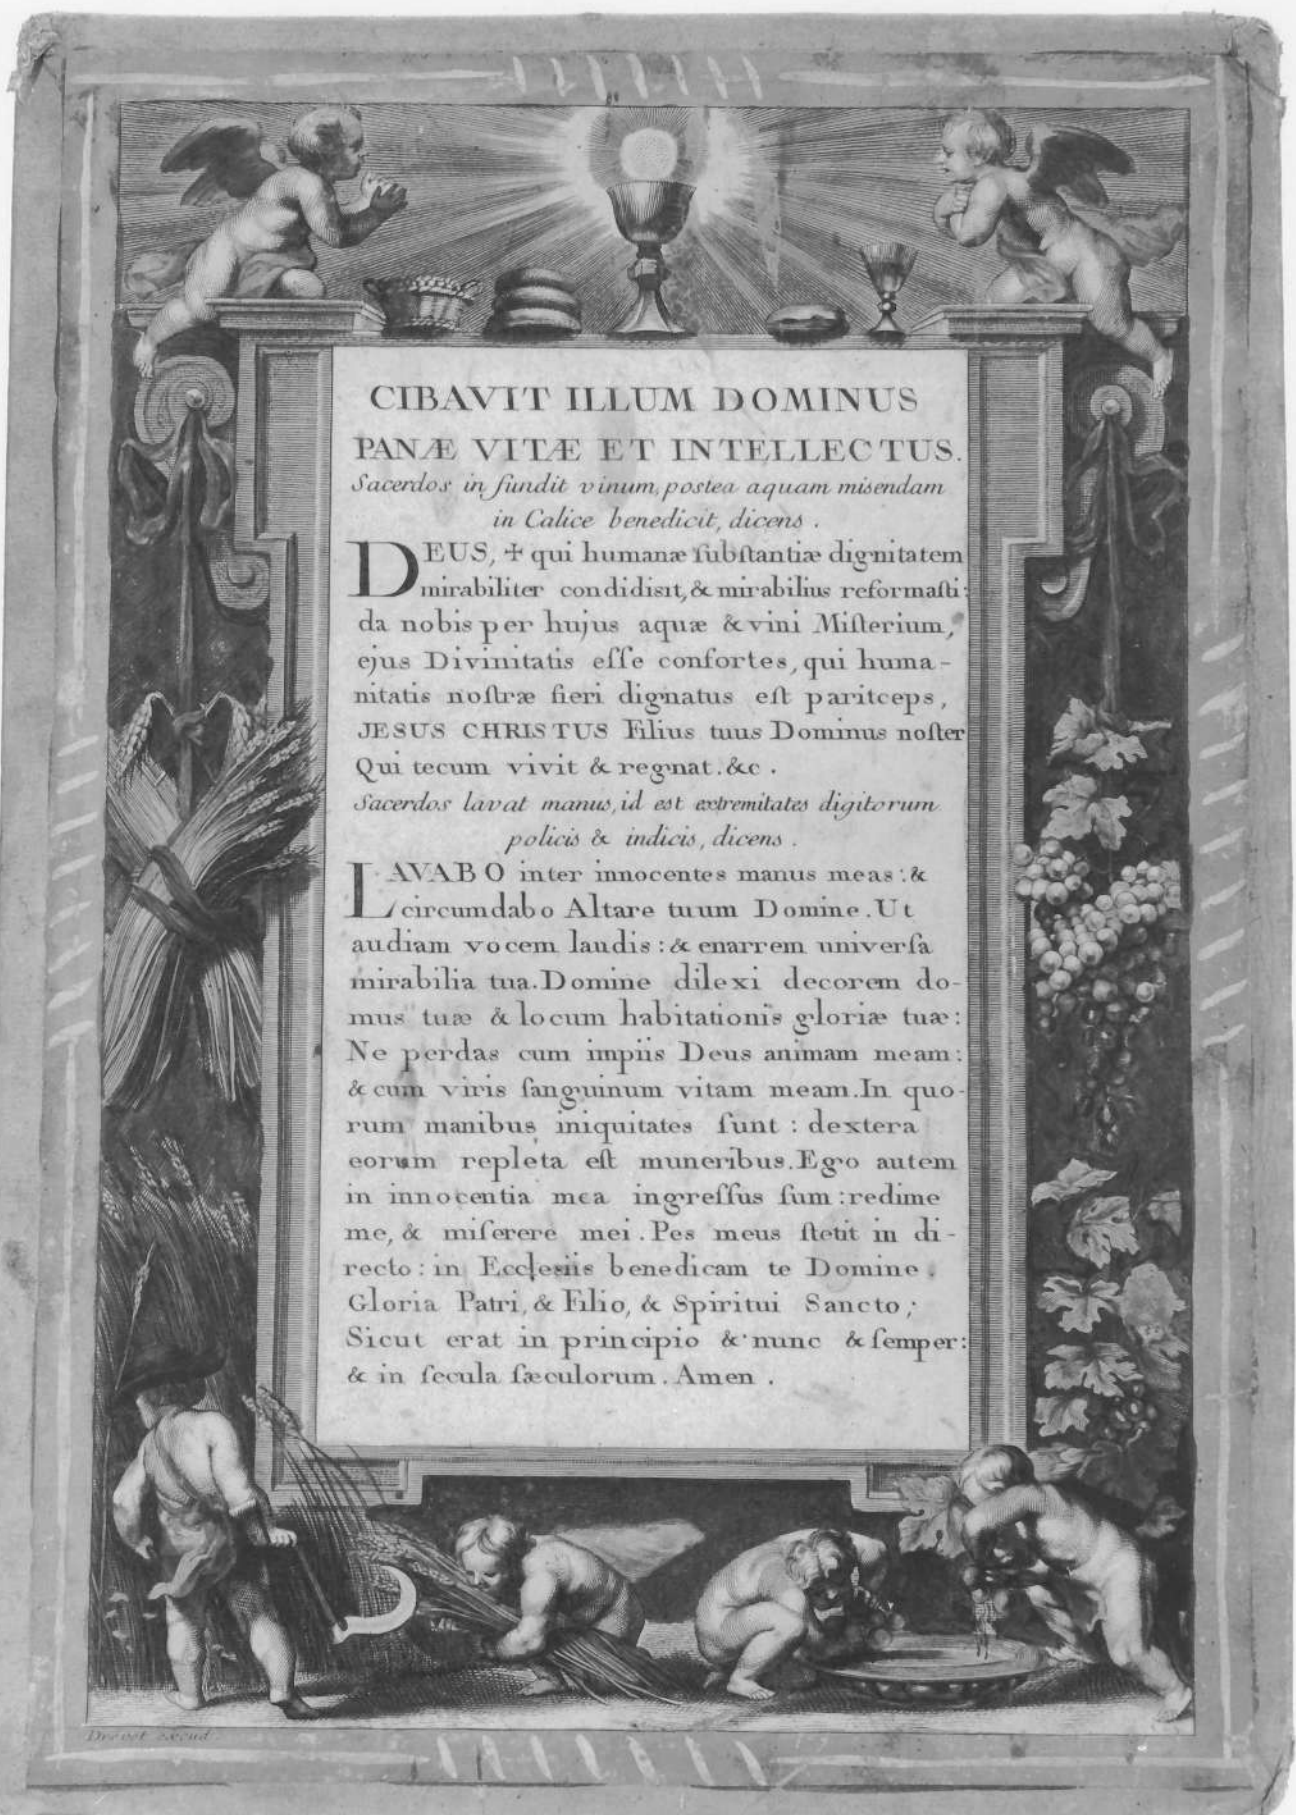 CIBAVIT ILLUM DOMINUS
PANÆ VITÆ ET INTELLECTUS.
Sacerdos in fundit vinum, postea aquam misendam
in Calice benedicit, dicens .
DEUS, ✝ qui humanæ ſubſtantiæ dignitatem
mirabiliter condidisıt, & mirabilius reformaſti:
da nobis per hujus aquæ & vini Miſterium,
ejus Divinitatis eſſe confortes, qui huma-
nitatis noſtræ fieri dignatus eſt paritceps,
JESUS CHRISTUS Filius tuus Dominus noſter
Qui tecum vivit & regnat . &c .
Sacerdos lavat manus, id est extremitates digitorum
policis & indicis, dicens .
LAVABO inter innocentes manus meas : &
circumdabo Altare tuum Domine . Ut
audiam vocem laudis : & enarrem univerſa
mirabilia tua. Domine dilexi decorem do-
mus tuæ & locum habitationis gloriæ tuæ :
Ne perdas cum impiis Deus animam meam :
& cum viris ſanguinum vitam meam. In quo-
rum manibus iniquitates ſunt : dextera
eorum repleta eſt muneribus. Ego autem
in innocentia mea ingreſſus ſum : redime
me, & miſerere mei . Pes meus ſtetit in di-
recto : in Ecclesiis benedicam te Domine .
Gloria Patri, & Filio, & Spiritui Sancto ;
Sicut erat in principio & nunc & ſemper :
& in ſecula ſæculorum . Amen .
Drevet excud